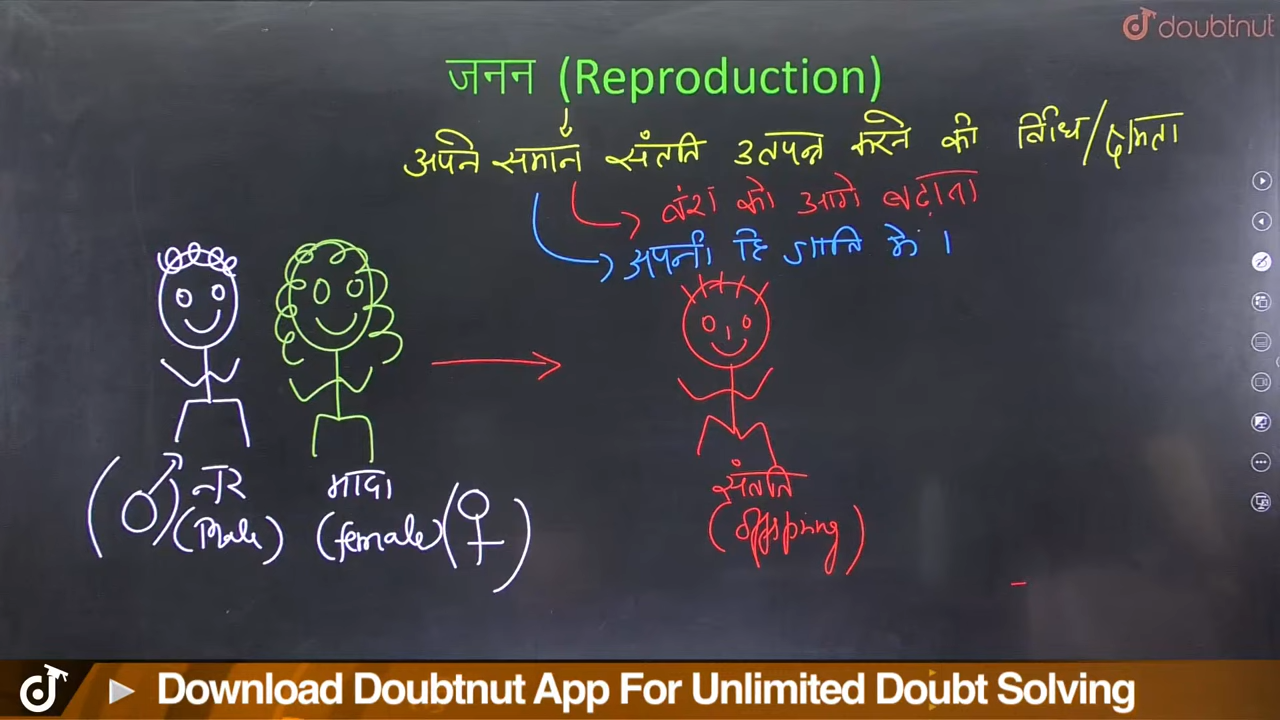 doubtnut
जनन (Reproduction)
अपने समान संतति उत्पन्न करने की विधि/क्षमता
वंश को आगे बढ़ाना
अपनी हि जाति के ।
नर
मादा
(male)
(female)
संतति
(offspring)
Download Doubtnut App For Unlimited Doubt Solving